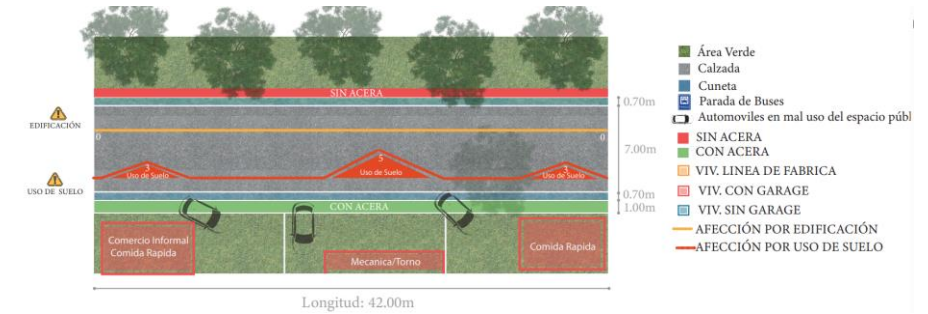 SIN ACERA
0.70m
EDIFICACIÓN
0
0
7.00m
3
Uso de Suelo
5
Uso de Suelo
3
Uso de Suelo
USO DE SUELO
0.70m
CON ACERA
1.00m
Comercio Informal
Comida Rapida
Mecanica/Torno
Comida Rapida
Longitud: 42.00m
Área Verde
Calzada
Cuneta
Parada de Buses
Automoviles en mal uso del espacio públ
SIN ACERA
CON ACERA
VIV. LINEA DE FABRICA
VIV. CON GARAGE
VIV. SIN GARAGE
AFECCIÓN POR EDIFICACIÓN
AFECCIÓN POR USO DE SUELO